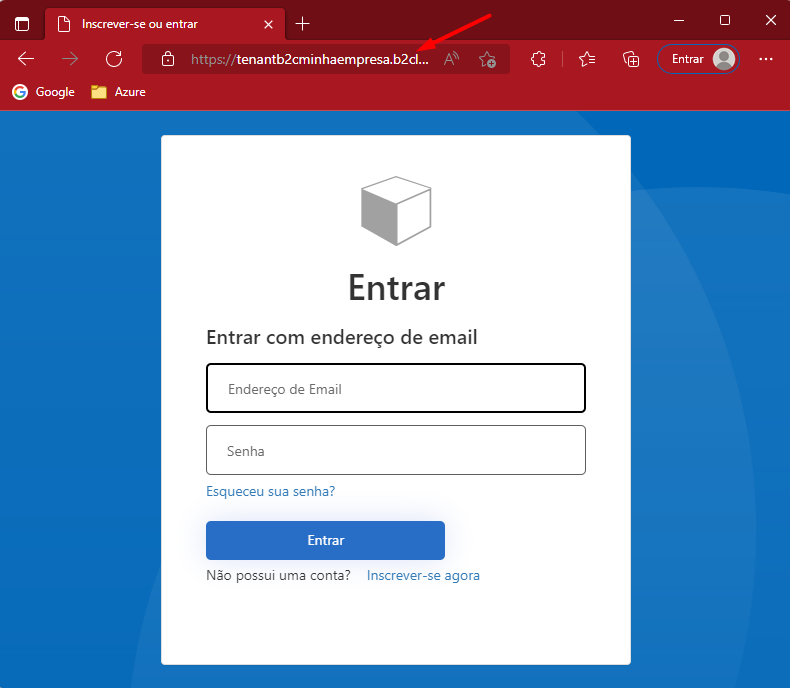 Inscrever-se ou entrar
https://tenantb2cminhaempresa.b2cl...
Entrar
Google
Azure
Entrar
Entrar com endereço de email
Endereço de Email
Senha
Esqueceu sua senha?
Entrar
Não possui uma conta? Inscrever-se agora